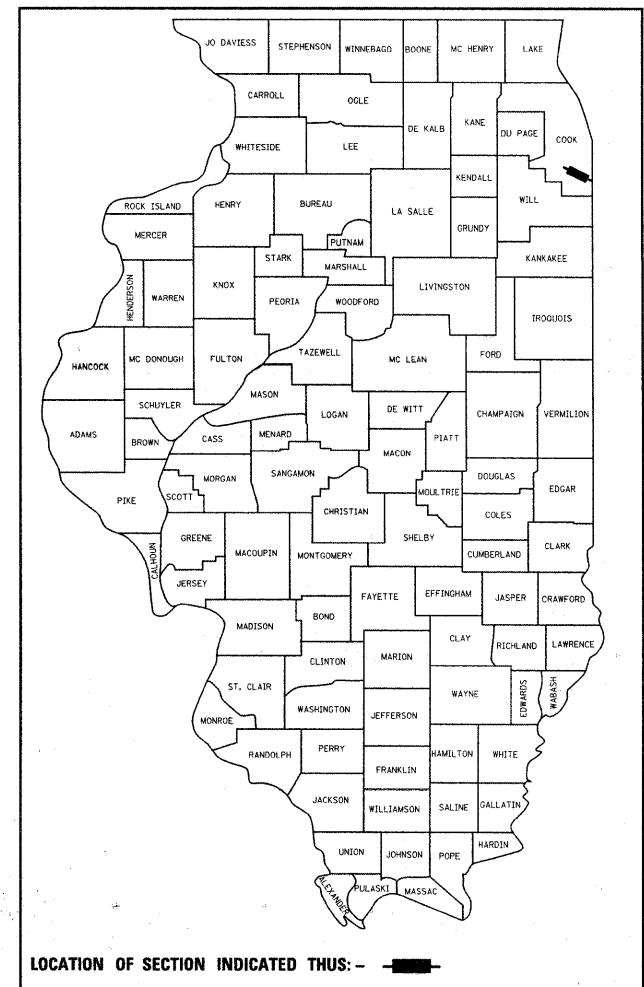 JO DAVIESS STEPHENSON WINNEBAGO BOONE MC HENRY LAKE
CARROLL OGLE DE KALB KANE DU PAGE COOK
WHITESIDE LEE KENDALL WILL
ROCK ISLAND HENRY BUREAU LA SALLE GRUNDY
MERCER PUTNAM KANKAKEE
STARK MARSHALL
HENDERSON WARREN KNOX PEORIA WOODFORD LIVINGSTON IROQUOIS
HANCOCK MC DONOUGH FULTON TAZEWELL MC LEAN FORD
SCHUYLER MASON LOGAN DE WITT CHAMPAIGN VERMILION
ADAMS BROWN CASS MENARD MACON PIATT
PIKE SCOTT MORGAN SANGAMON MOULTRIE DOUGLAS EDGAR
CHRISTIAN COLES
GREENE MACOUPIN MONTGOMERY SHELBY CUMBERLAND CLARK
CALHOUN JERSEY FAYETTE EFFINGHAM JASPER CRAWFORD
MADISON BOND CLAY RICHLAND LAWRENCE
CLINTON MARION
ST. CLAIR WAYNE EDWARDS WABASH
WASHINGTON JEFFERSON
MONROE
RANDOLPH PERRY HAMILTON WHITE
FRANKLIN
JACKSON WILLIAMSON SALINE GALLATIN
UNION JOHNSON POPE HARDIN
ALEXANDER PULASKI MASSAC
LOCATION OF SECTION INDICATED THUS: -